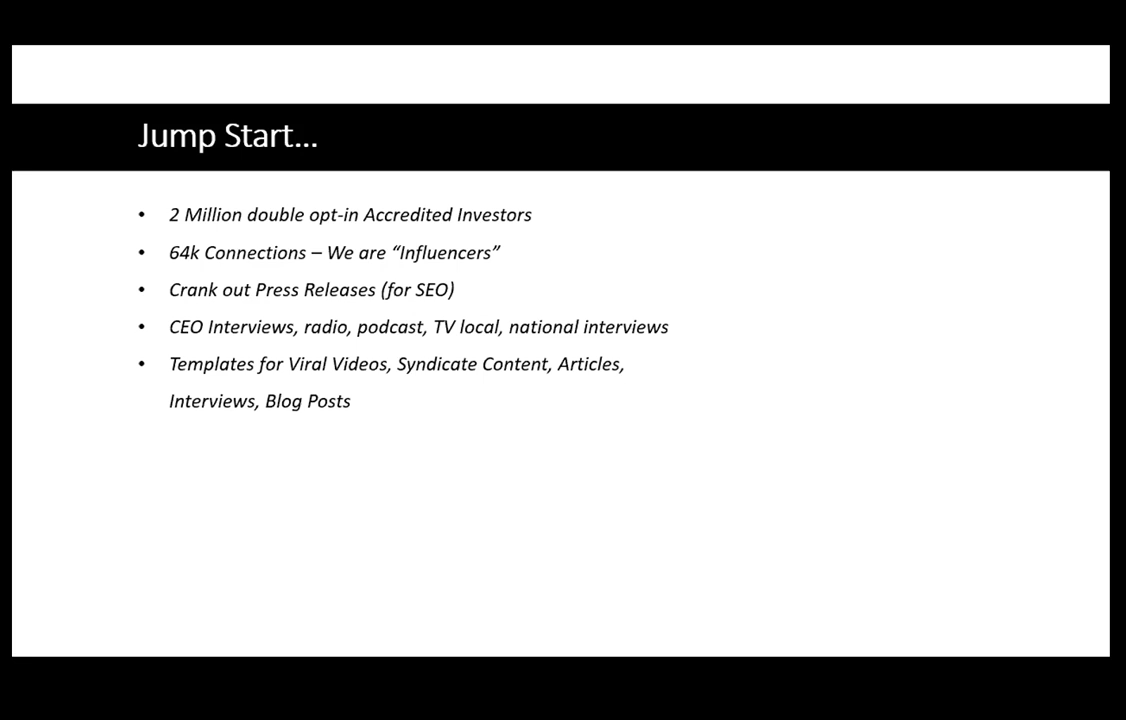 Jump Start...
• 2 Million double opt-in Accredited Investors
• 64k Connections – We are “Influencers”
• Crank out Press Releases (for SEO)
• CEO Interviews, radio, podcast, TV local, national interviews
• Templates for Viral Videos, Syndicate Content, Articles,
Interviews, Blog Posts